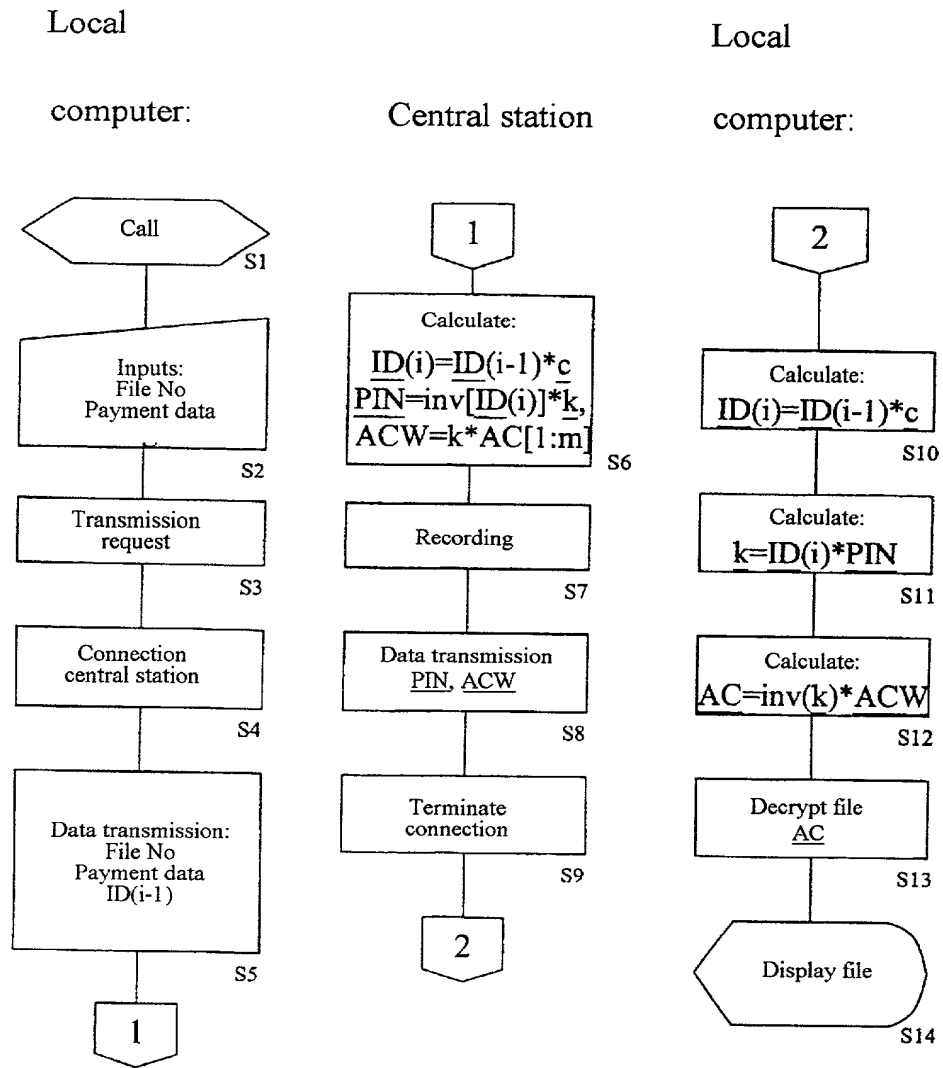 Local
computer:
Call
S1
Inputs:
File No
Payment data
S2
Transmission
request
S3
Connection
central station
S4
Data transmission:
File No
Payment data
ID(i-1)
S5
1
Central station
1
Calculate:
ID(i)=ID(i-1)*c
PIN=inv[ID(i)]*k,
ACW=k*AC[1:m]
S6
Recording
S7
Data transmission
PIN, ACW
S8
Terminate
connection
S9
2
Local
computer:
2
Calculate:
ID(i)=ID(i-1)*c
S10
Calculate:
k=ID(i)*PIN
S11
Calculate:
AC=inv(k)*ACW
S12
Decrypt file
AC
S13
Display file
S14